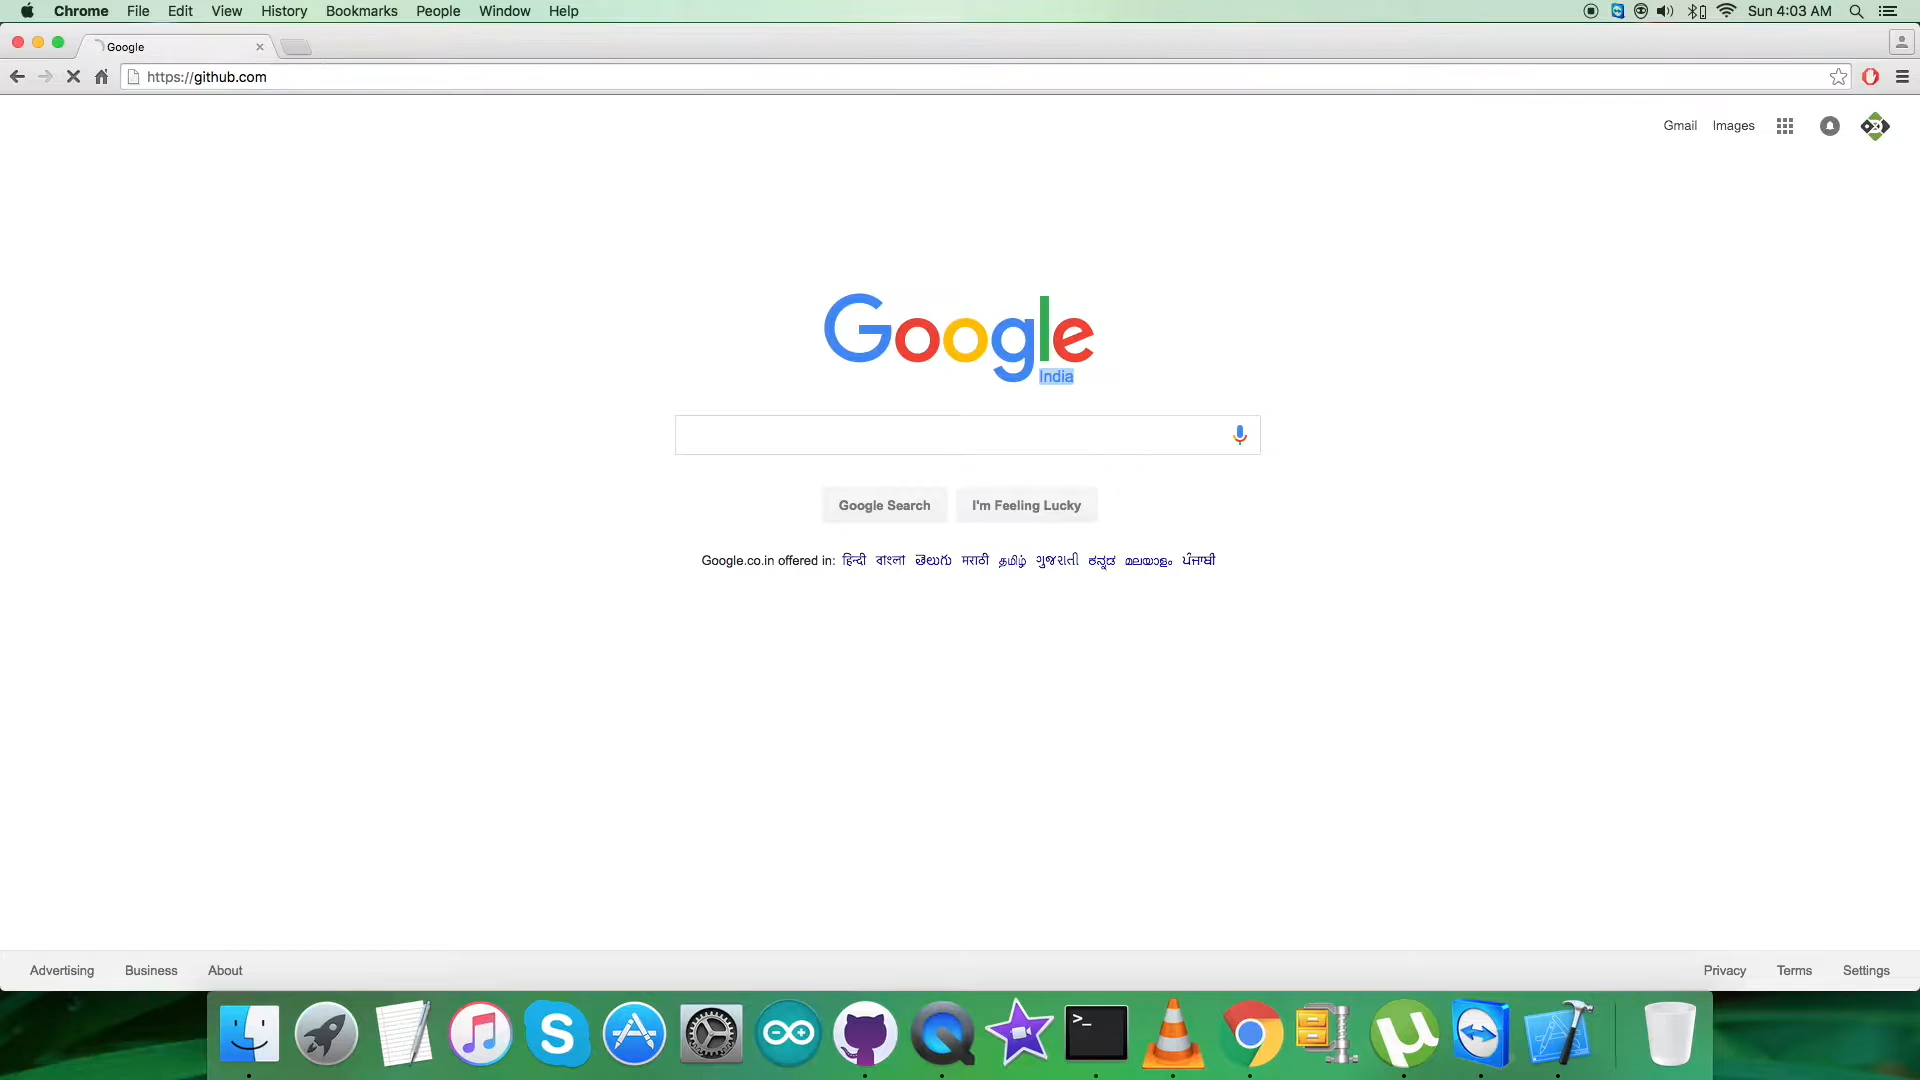 Chrome File Edit View History Bookmarks People Window Help Sun 4:03 AM
Google
https://github.com
Gmail Images
Google
India
Google Search I'm Feeling Lucky
Google.co.in offered in: हिन्दी বাংলা తెలుగు मराठी தமிழ் ગુજરાતી ಕನ್ನಡ മലയാളം ਪੰਜਾਬੀ
Advertising Business About Privacy Terms Settings